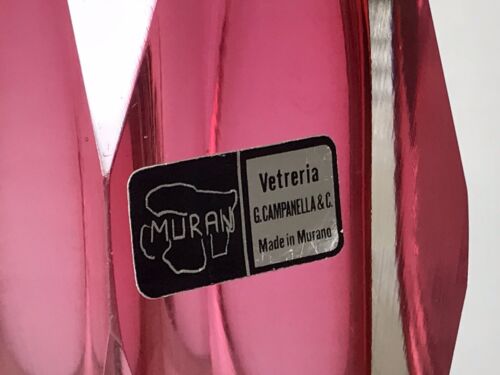 MURAN
Vetreria
G. CAMPANELLA & C.
Made in Murano